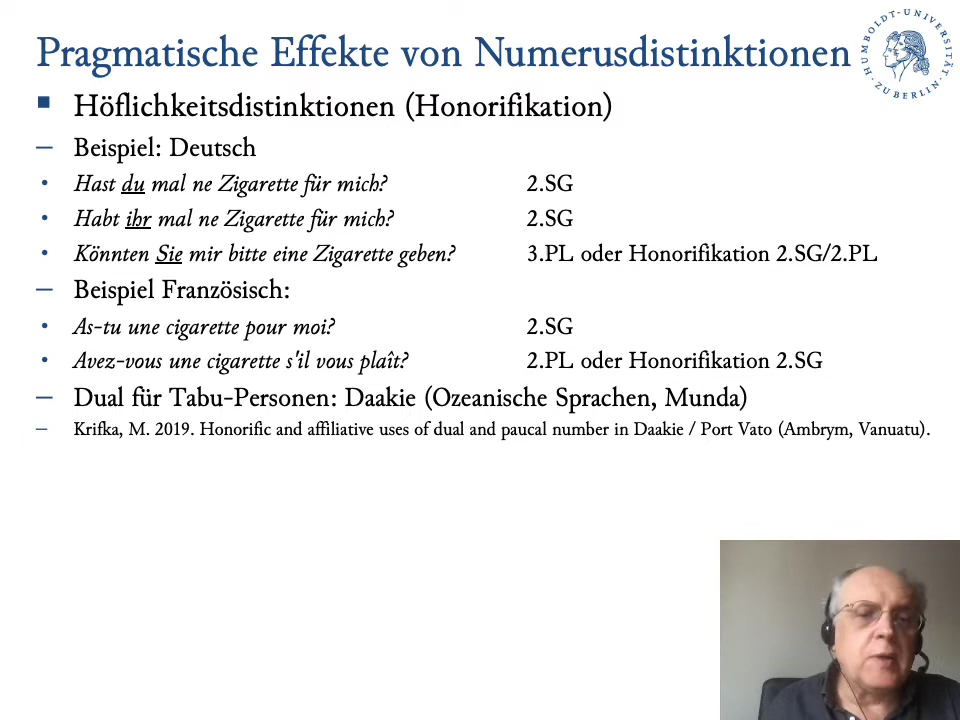 Pragmatische Effekte von Numerusdistinktionen
HUMBOLDT-UNIVERSITÄT ZU BERLIN
Höflichkeitsdistinktionen (Honorifikation)
Beispiel: Deutsch
Hast du mal ne Zigarette für mich? 2.SG
Habt ihr mal ne Zigarette für mich? 2.SG
Könnten Sie mir bitte eine Zigarette geben? 3.PL oder Honorifikation 2.SG/2.PL
Beispiel Französisch:
As-tu une cigarette pour moi? 2.SG
Avez-vous une cigarette s'il vous plaît? 2.PL oder Honorifikation 2.SG
Dual für Tabu-Personen: Daakie (Ozeanische Sprachen, Munda)
Krifka, M. 2019. Honorific and affiliative uses of dual and paucal number in Daakie / Port Vato (Ambrym, Vanuatu).